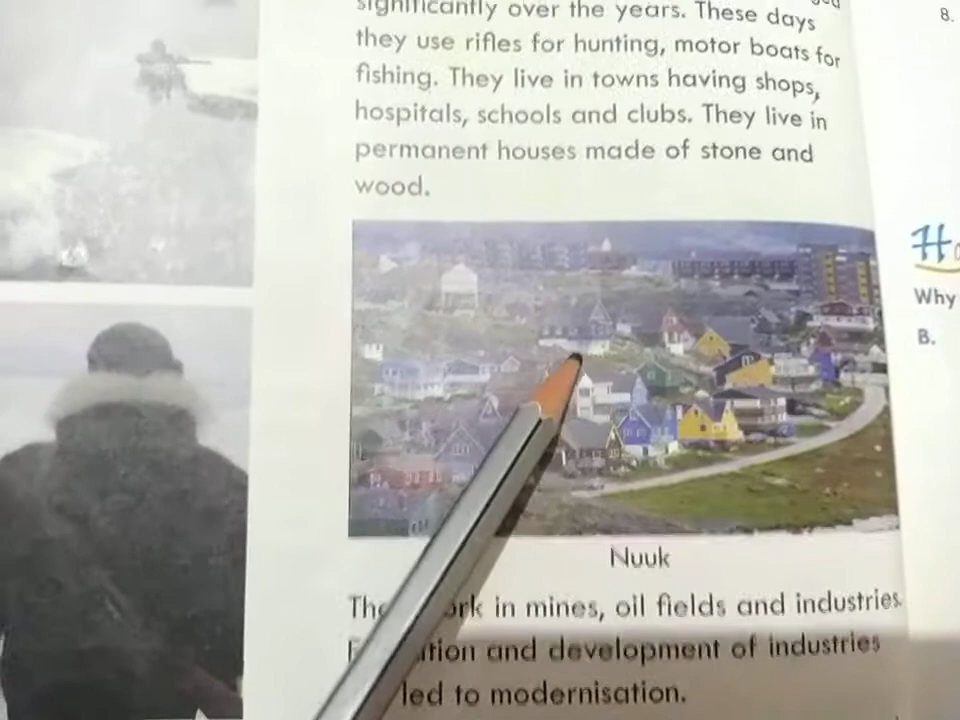 significantly over the years. These days
they use rifles for hunting, motor boats for
fishing. They live in towns having shops,
hospitals, schools and clubs. They live in
permanent houses made of stone and
wood.
Nuuk
in mines, oil fields and industries.
and development of industries
led to modernisation.
8.
Why
B.